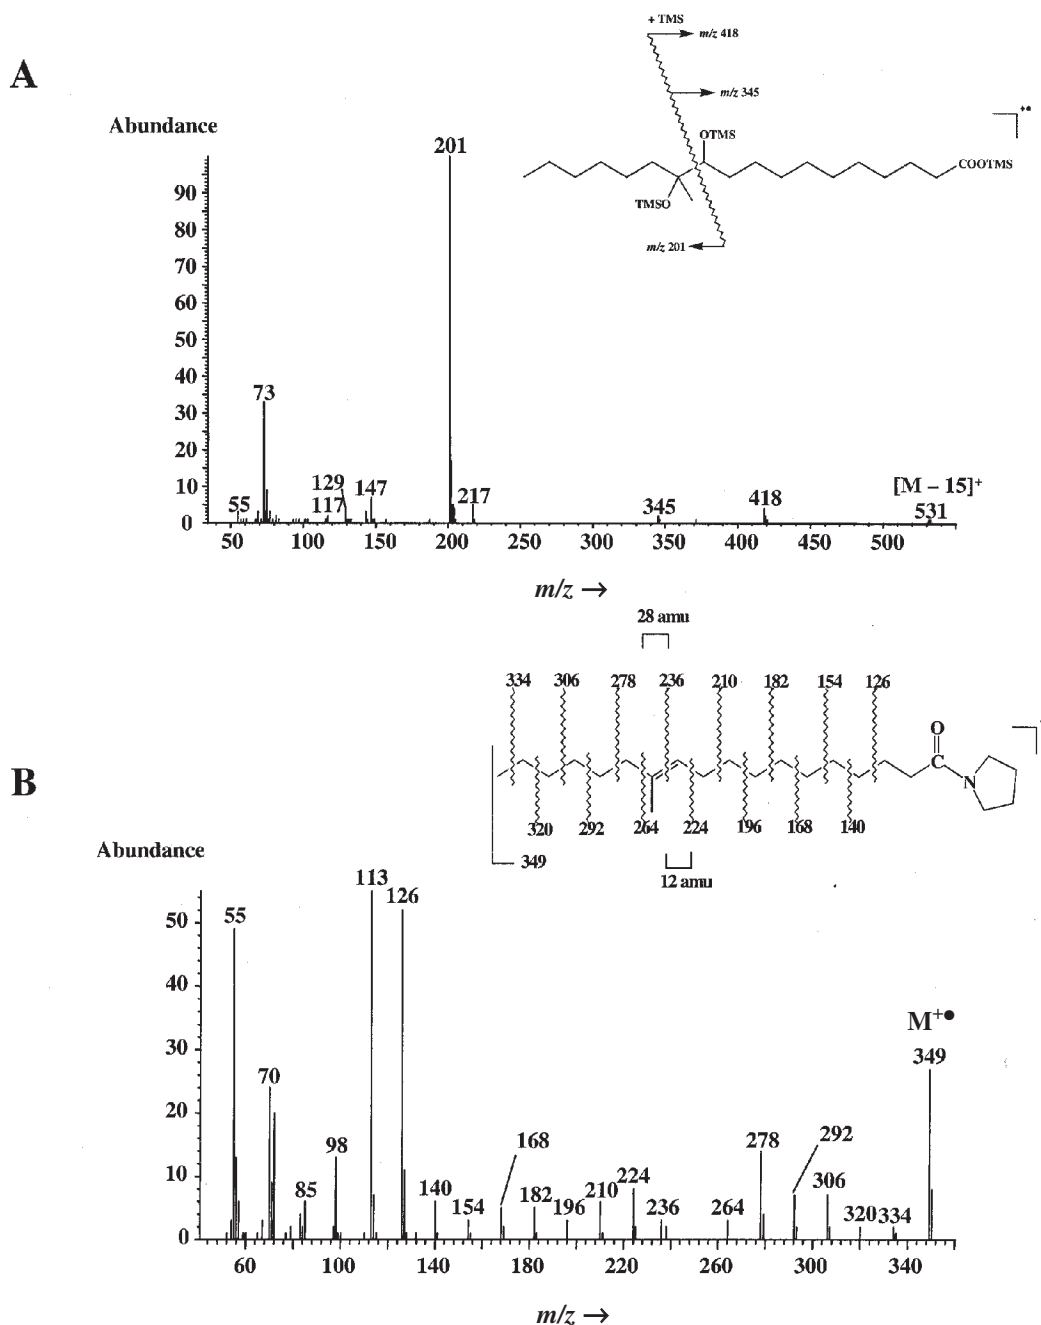 A
+ TMS
m/z 418
m/z 345
OTMS
+•
COOTMS
TMSO
m/z 201
Abundance
201
90
80
70
60
50
40
30
20
10
0
73
55
129
117
147
217
345
418
[M – 15]+
531
50 100 150 200 250 300 350 400 450 500
m/z →
B
28 amu
334 306 278 236 210 182 154 126
O
C
N
320 292 264 224 196 168 140
349
12 amu
Abundance
50
40
30
20
10
0
55
70
85
98
113
126
140
154
168
182
196
210
224
236
264
278
292
306
320
334
M+●
349
60 100 140 180 220 260 300 340
m/z →